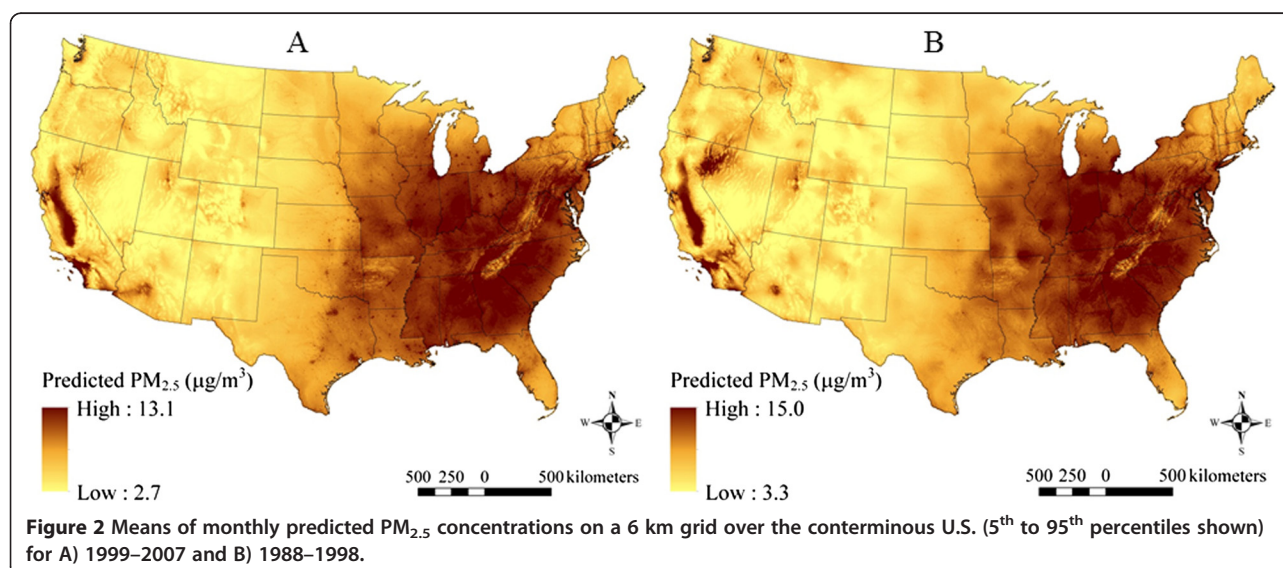 A
B
Predicted PM2.5 (µg/m3)
High : 13.1
Low : 2.7
N
W E
S
500 250 0 500 kilometers
Predicted PM2.5 (µg/m3)
High : 15.0
Low : 3.3
N
W E
S
500 250 0 500 kilometers
Figure 2 Means of monthly predicted PM2.5 concentrations on a 6 km grid over the conterminous U.S. (5th to 95th percentiles shown)
for A) 1999–2007 and B) 1988–1998.